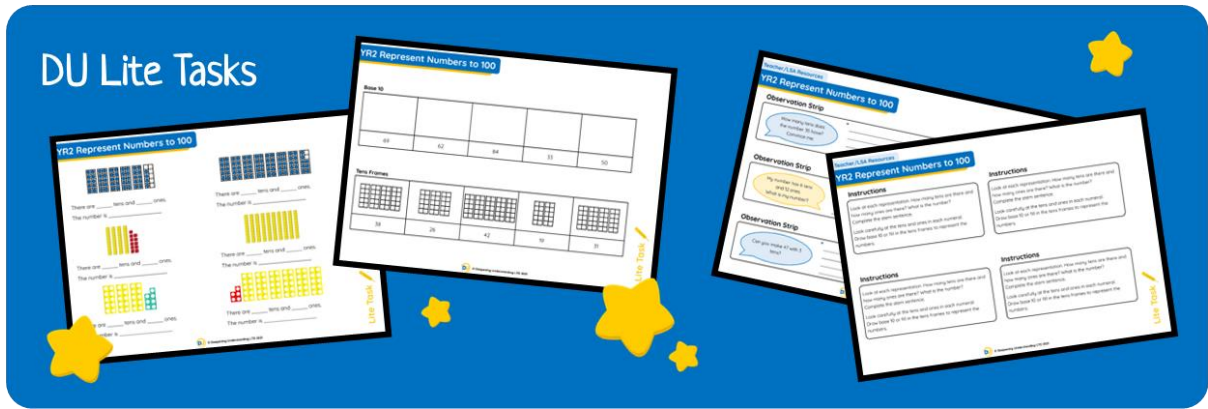 DU Lite Tasks
YR2 Represent Numbers to 100
There are _____ tens and _____ ones.
The number is _____
There are _____ tens and _____ ones.
The number is _____
There are _____ tens and _____ ones.
The number is _____
There are _____ tens and _____ ones.
The number is _____
tens and _____ ones.
number is _____
There are _____ tens and _____ ones.
The number is _____
Lite Task
YR2 Represent Numbers to 100
Base 10
62
50
Tens Frames
42
31
Lite Task
Teacher/LSA Resources
YR2 Represent Numbers to 100
Observation Strip
How many tens does
the number 35 have?
Convince me.
Observation Strip
My number has 6 tens
and 12 ones
What is my number?
Observation Strip
Can you make 47 with 3
tens?
Teacher/LSA Resources
YR2 Represent Numbers to 100
Instructions
Look at each representation. How many tens are there and
how many ones are there? what is the number?
Complete the stem sentence.
Look carefully at the tens and ones in each numeral.
Draw base 10 or fill in the tens frames to represent the
numbers.
Instructions
Look at each representation. How many tens are there and
how many ones are there? what is the number?
Complete the stem sentence.
Look carefully at the tens and ones in each numeral.
Draw base 10 or fill in the tens frames to represent the
numbers.
Instructions
Look at each representation. How many tens are there and
how many ones are there? what is the number?
Complete the stem sentence.
Look carefully at the tens and ones in each numeral.
Draw base 10 or fill in the tens frames to represent the
numbers.
Instructions
Look at each representation. How many tens are there and
how many ones are there? what is the number?
Complete the stem sentence.
Look carefully at the tens and ones in each numeral.
Draw base 10 or fill in the tens frames to represent the
numbers.
Lite Task